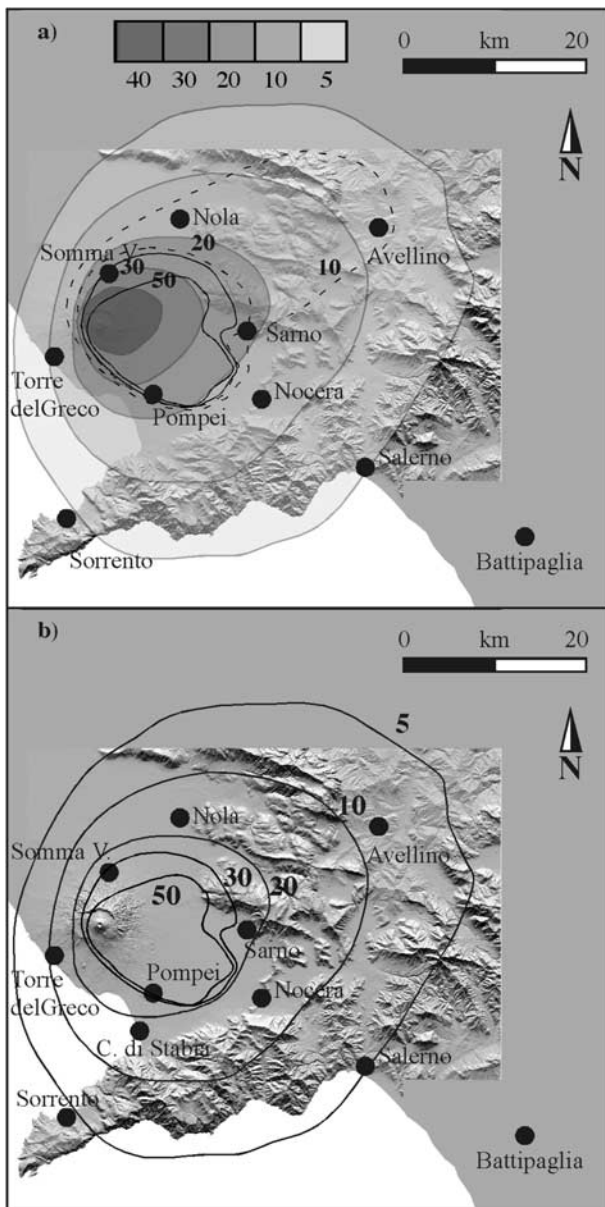 a)
40 30 20 10 5
0 km 20
N
Nola
Avellino
Somma V.
20
30
10
50
Sarno
Torre
delGreco
Pompei
Nocera
Salerno
Sorrento
Battipaglia
b)
0 km 20
5
N
10
Nola
Avellino
Somma V.
50
30
20
Sarno
Torre
delGreco
Pompei
Nocera
C. di Stabia
Salerno
Sorrento
Battipaglia